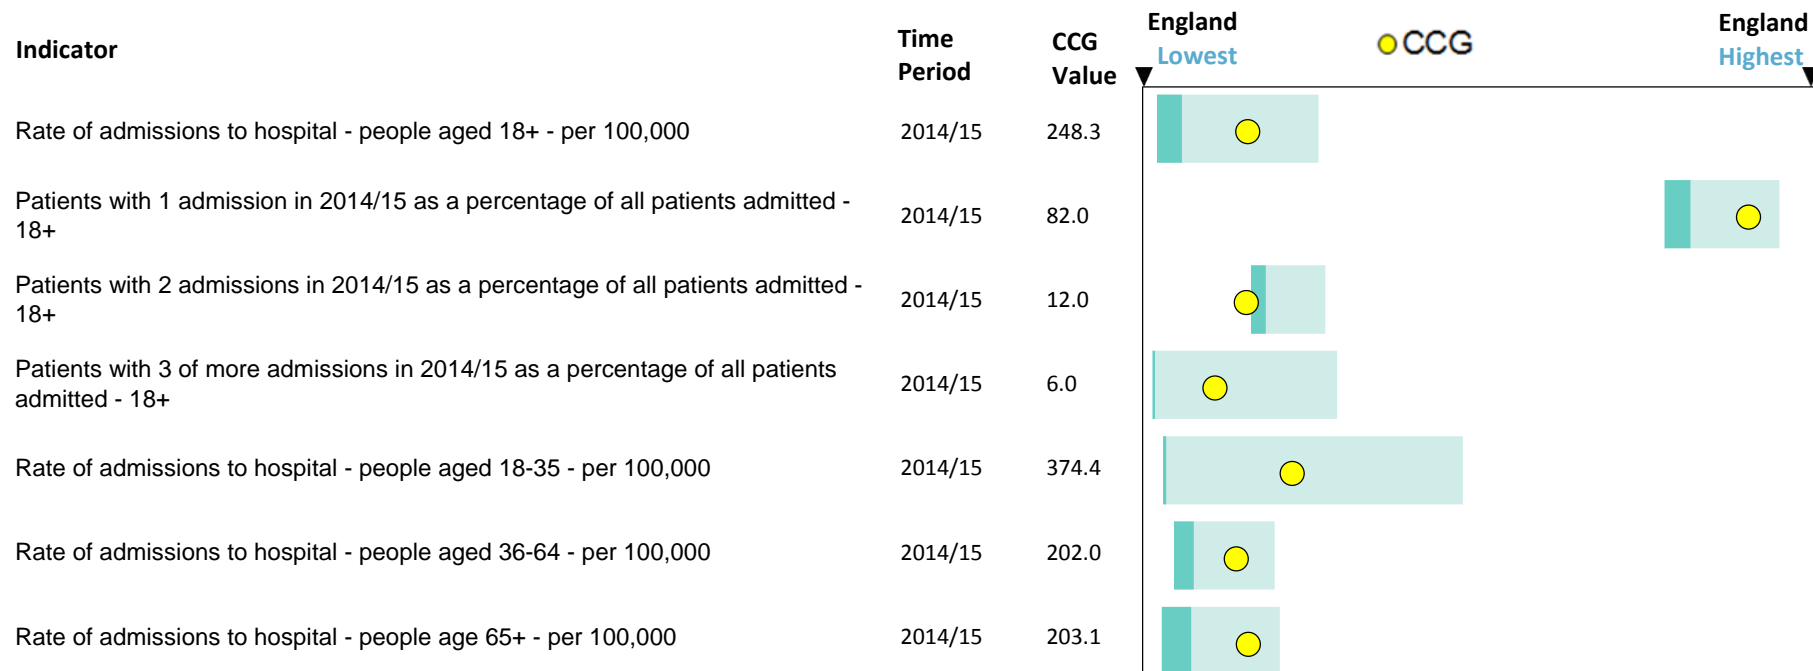 Indicator
Time
Period
CCG
Value
England
Lowest
CCG
England
Highest
Rate of admissions to hospital - people aged 18+ - per 100,000 2014/15 248.3
Patients with 1 admission in 2014/15 as a percentage of all patients admitted -
18+
2014/15 82.0
Patients with 2 admissions in 2014/15 as a percentage of all patients admitted -
18+
2014/15 12.0
Patients with 3 of more admissions in 2014/15 as a percentage of all patients
admitted - 18+
2014/15 6.0
Rate of admissions to hospital - people aged 18-35 - per 100,000 2014/15 374.4
Rate of admissions to hospital - people aged 36-64 - per 100,000 2014/15 202.0
Rate of admissions to hospital - people age 65+ - per 100,000 2014/15 203.1